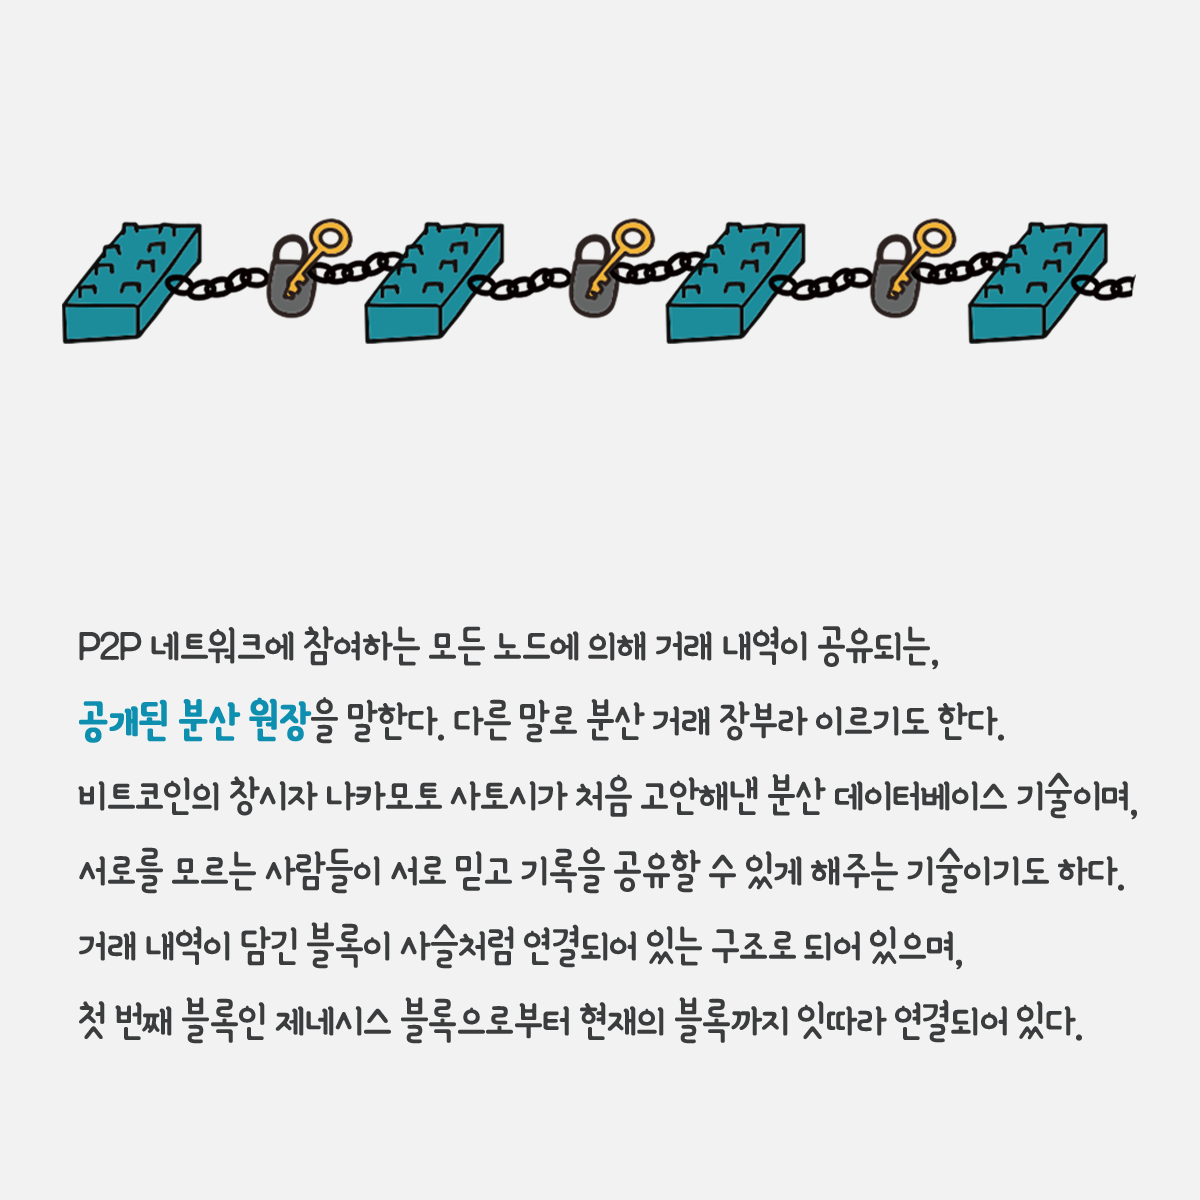 P2P 네트워크에 참여하는 모든 노드에 의해 거래 내역이 공유되는,
공개된 분산 원장을 말한다. 다른 말로 분산 거래 장부라 이르기도 한다.
비트코인의 창시자 나카모토 사토시가 처음 고안해낸 분산 데이터베이스 기술이며,
서로를 모르는 사람들이 서로 믿고 기록을 공유할 수 있게 해주는 기술이기도 하다.
거래 내역이 담긴 블록이 사슬처럼 연결되어 있는 구조로 되어 있으며,
첫 번째 블록인 제네시스 블록으로부터 현재의 블록까지 잇따라 연결되어 있다.